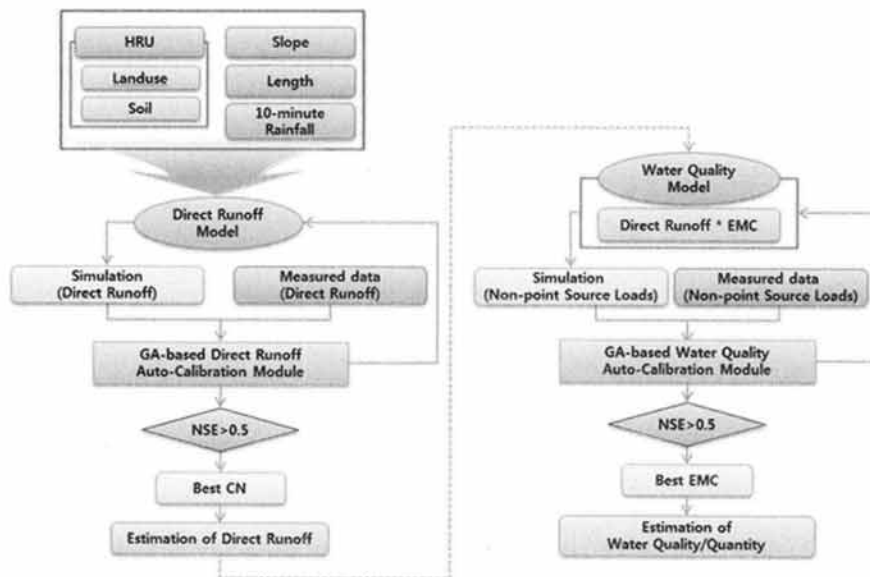 HRU
Landuse
Soil
Slope
Length
10-minute
Rainfall
Direct Runoff
Model
Simulation
(Direct Runoff)
Measured data
(Direct Runoff)
GA-based Direct Runoff
Auto-Calibration Module
NSE>0.5
Best CN
Estimation of Direct Runoff
Water Quality
Model
Direct Runoff * EMC
Simulation
(Non-point Source Loads)
Measured data
(Non-point Source Loads)
GA-based Water Quality
Auto-Calibration Module
NSE>0.5
Best EMC
Estimation of
Water Quality/Quantity